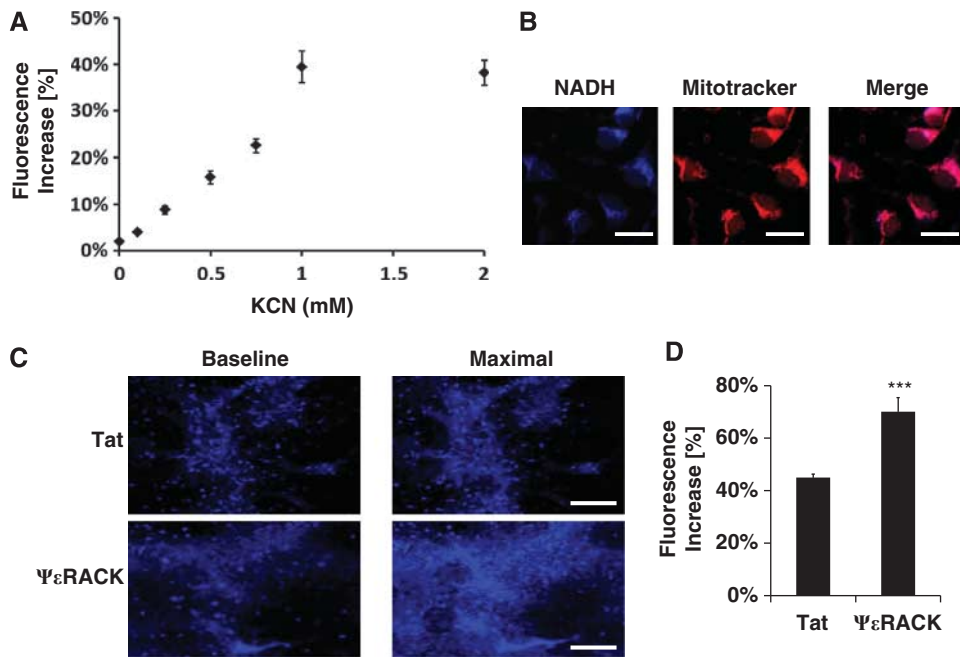 A
Fluorescence
Increase [%]
50%
40%
30%
20%
10%
0%
0 0.5 1 1.5 2
KCN (mM)
B
NADH Mitotracker Merge
C
Baseline Maximal
Tat
ΨεRACK
D
Fluorescence
Increase [%]
80%
60%
40%
20%
0%
***
Tat ΨεRACK